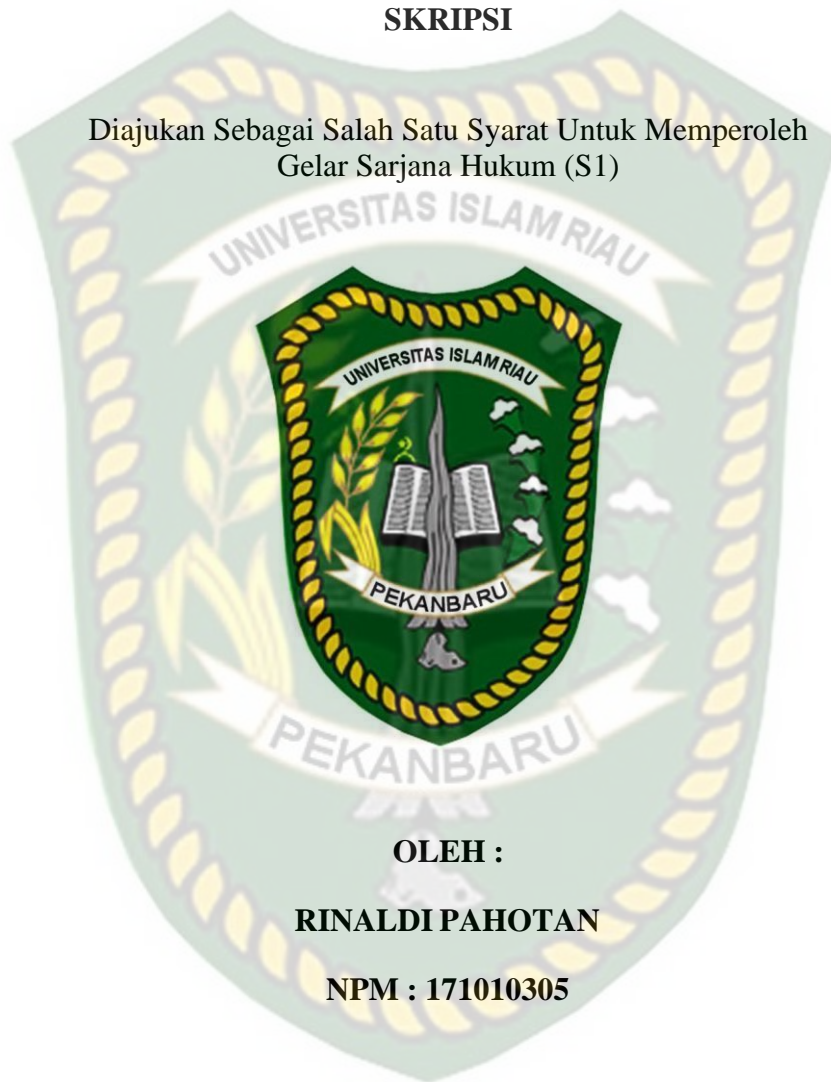 SKRIPSI
Diajukan Sebagai Salah Satu Syarat Untuk Memperoleh
Gelar Sarjana Hukum (S1)
UNIVERSITAS ISLAM RIAU
UNIVERSITAS ISLAM RIAU
PEKANBARU
PEKANBARU
OLEH :
RINALDI PAHOTAN
NPM : 171010305